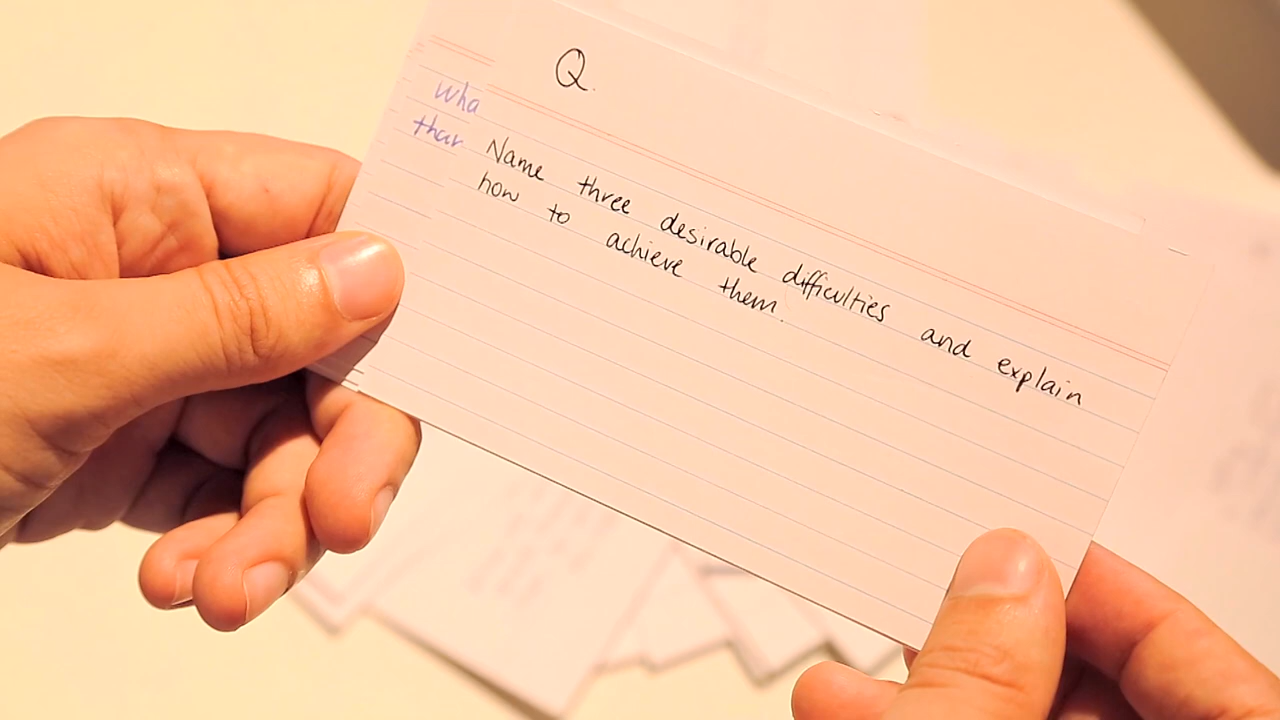 Q.
Wha
thar
Name three desirable difficulties and explain
how to achieve them.